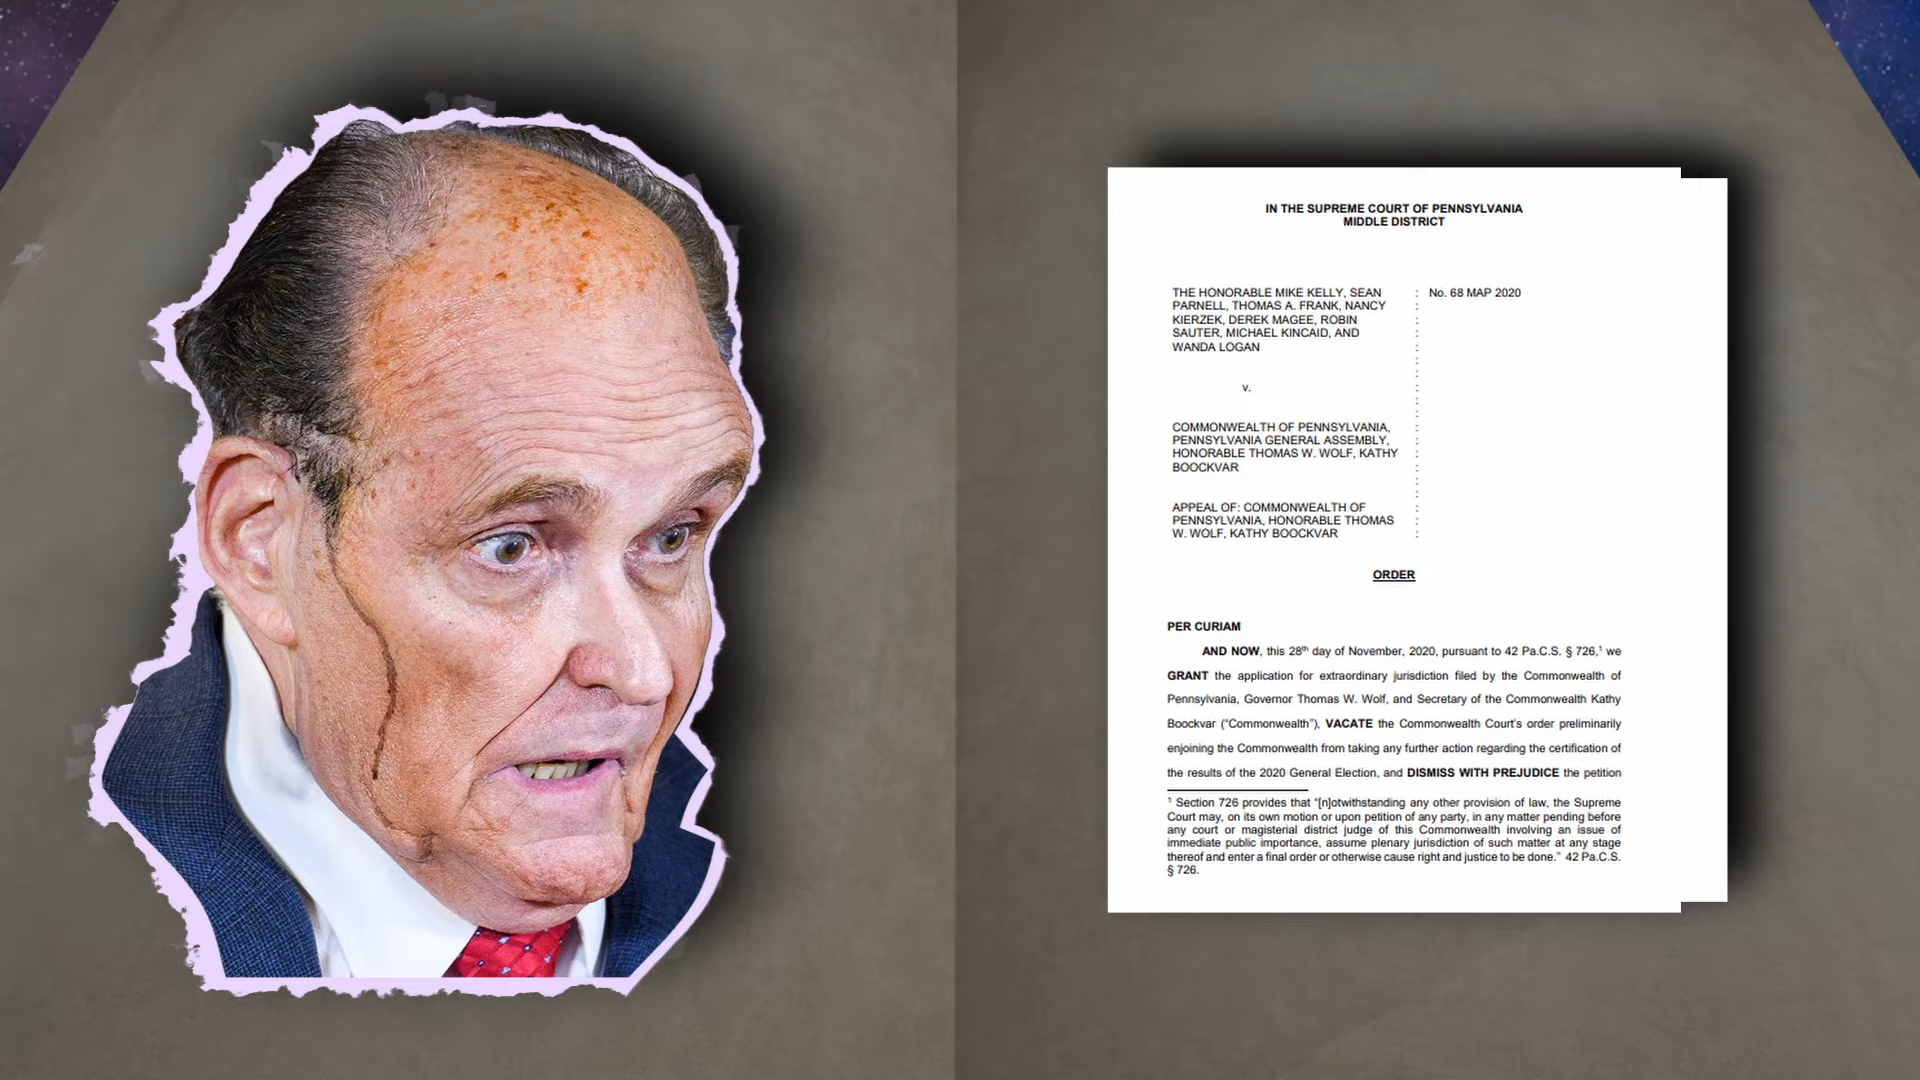 IN THE SUPREME COURT OF PENNSYLVANIA
MIDDLE DISTRICT
THE HONORABLE MIKE KELLY, SEAN : No. 68 MAP 2020
PARNELL, THOMAS A. FRANK, NANCY :
KIERZEK, DEREK MAGEE, ROBIN :
SAUTER, MICHAEL KINCAID, AND :
WANDA LOGAN :
:
:
v. :
:
:
COMMONWEALTH OF PENNSYLVANIA, :
PENNSYLVANIA GENERAL ASSEMBLY, :
HONORABLE THOMAS W. WOLF, KATHY :
BOOCKVAR :
:
:
APPEAL OF: COMMONWEALTH OF :
PENNSYLVANIA, HONORABLE THOMAS :
W. WOLF, KATHY BOOCKVAR :
ORDER
PER CURIAM
AND NOW, this 28th day of November, 2020, pursuant to 42 Pa.C.S. § 726,1 we
GRANT the application for extraordinary jurisdiction filed by the Commonwealth of
Pennsylvania, Governor Thomas W. Wolf, and Secretary of the Commonwealth Kathy
Boockvar (“Commonwealth”), VACATE the Commonwealth Court’s order preliminarily
enjoining the Commonwealth from taking any further action regarding the certification of
the results of the 2020 General Election, and DISMISS WITH PREJUDICE the petition
1 Section 726 provides that “[n]otwithstanding any other provision of law, the Supreme
Court may, on its own motion or upon petition of any party, in any matter pending before
any court or magisterial district judge of this Commonwealth involving an issue of
immediate public importance, assume plenary jurisdiction of such matter at any stage
thereof and enter a final order or otherwise cause right and justice to be done.” 42 Pa.C.S.
§ 726.